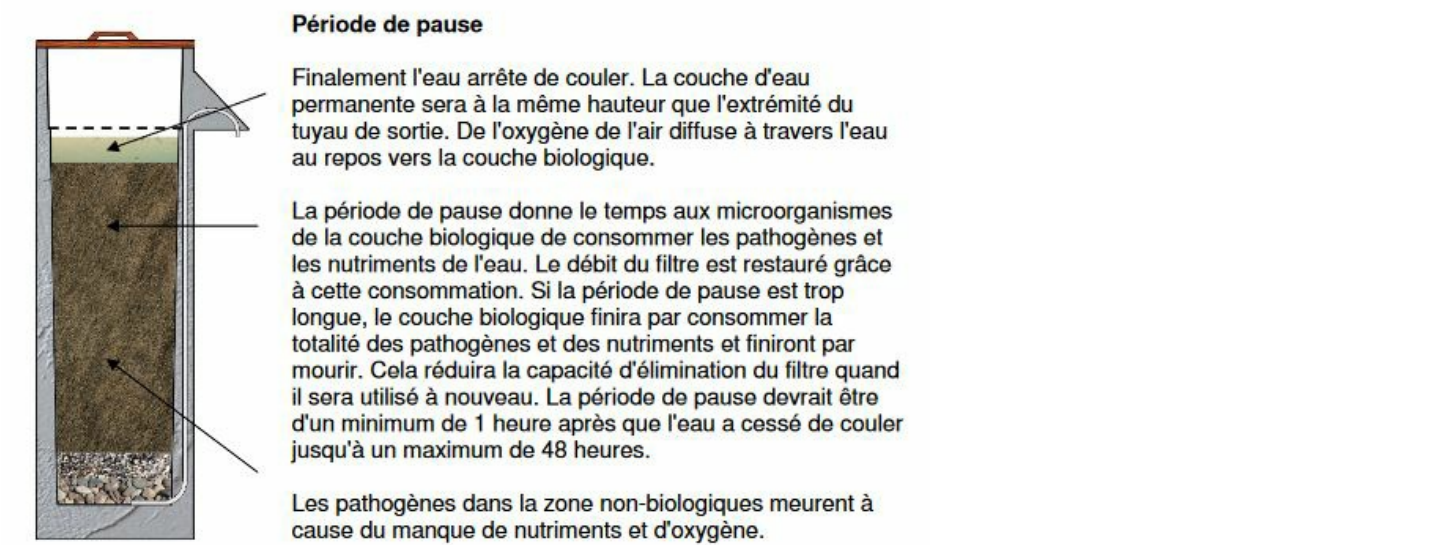 Période de pause
Finalement l'eau arrête de couler. La couche d'eau
permanente sera à la même hauteur que l'extrémité du
tuyau de sortie. De l'oxygène de l'air diffuse à travers l'eau
au repos vers la couche biologique.
La période de pause donne le temps aux microorganismes
de la couche biologique de consommer les pathogènes et
les nutriments de l'eau. Le débit du filtre est restauré grâce
à cette consommation. Si la période de pause est trop
longue, le couche biologique finira par consommer la
totalité des pathogènes et des nutriments et finiront par
mourir. Cela réduira la capacité d'élimination du filtre quand
il sera utilisé à nouveau. La période de pause devrait être
d'un minimum de 1 heure après que l'eau a cessé de couler
jusqu'à un maximum de 48 heures.
Les pathogènes dans la zone non-biologiques meurent à
cause du manque de nutriments et d'oxygène.